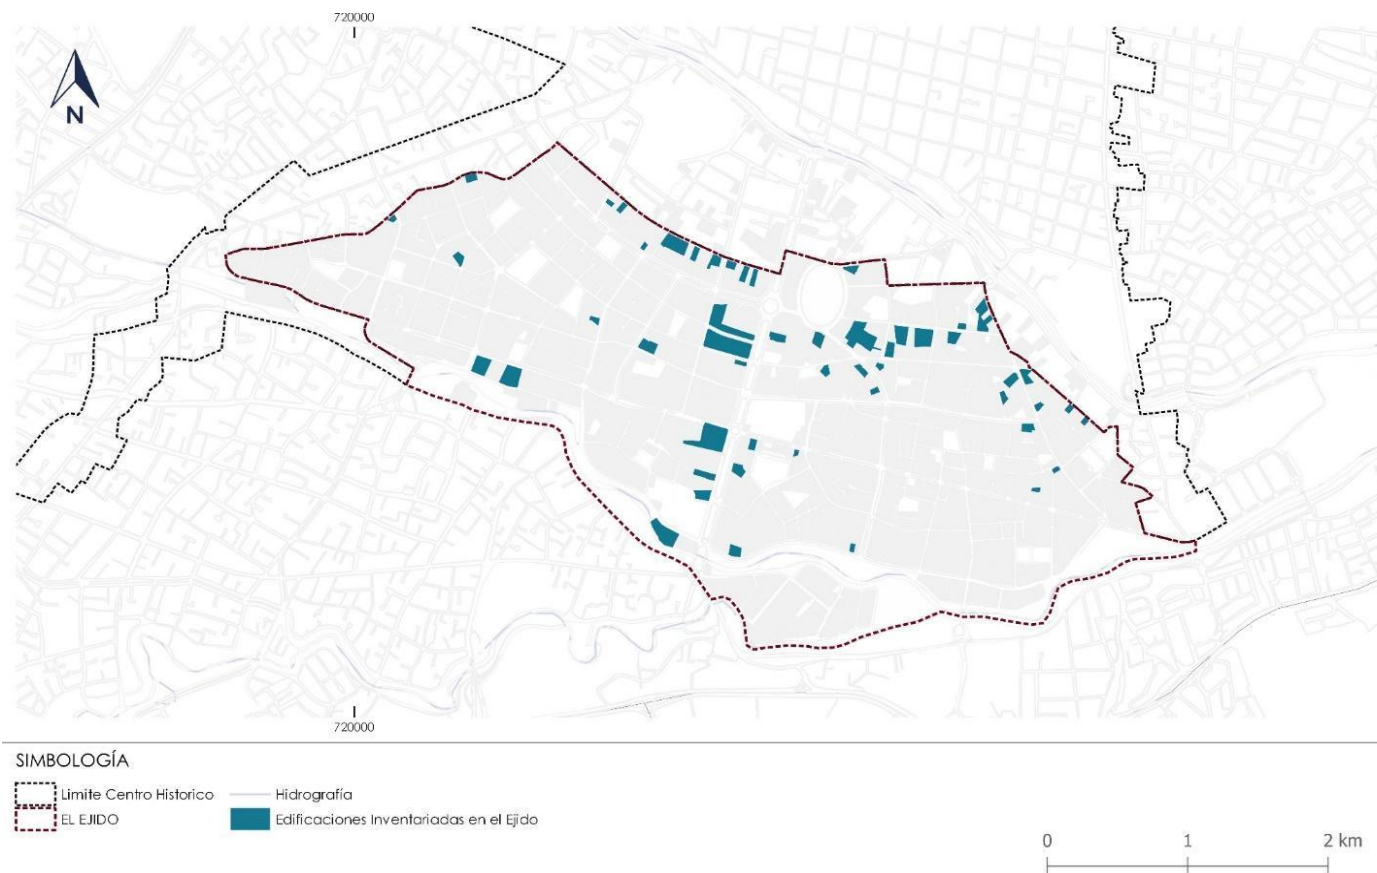 720000
N
720000
SIMBOLOGÍA
Limite Centro Historico
Hidrografía
EL EJIDO
Edificaciones Inventariadas en el Ejido
0 1 2 km